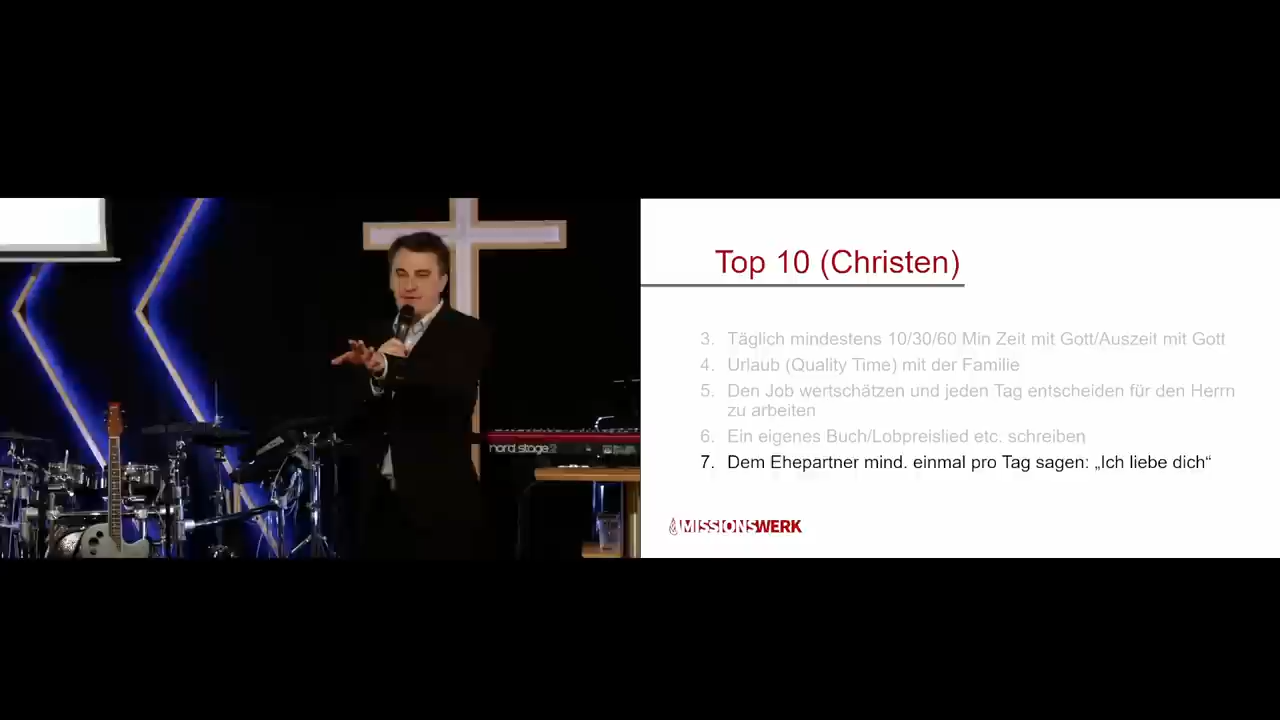 Top 10 (Christen)
3. Täglich mindestens 10/30/60 Min Zeit mit Gott/Auszeit mit Gott
4. Urlaub (Quality Time) mit der Familie
5. Den Job wertschätzen und jeden Tag entscheiden für den Herrn
zu arbeiten
6. Ein eigenes Buch/Lobpreislied etc. schreiben
7. Dem Ehepartner mind. einmal pro Tag sagen: „Ich liebe dich“
nord stage 2
MISSIONSWERK